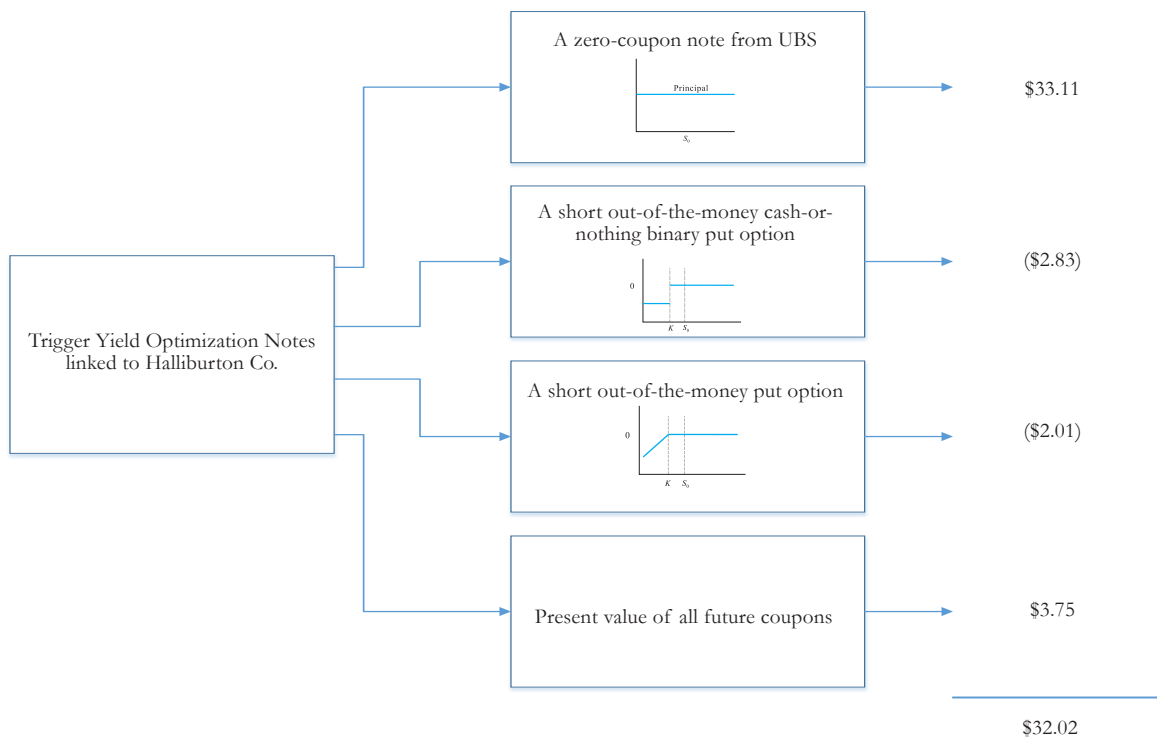 A zero-coupon note from UBS
Principal
S₀
$33.11
A short out-of-the-money cash-or-
nothing binary put option
0
K
S₀
($2.83)
Trigger Yield Optimization Notes
linked to Halliburton Co.
A short out-of-the-money put option
0
K
S₀
($2.01)
Present value of all future coupons
$3.75
$32.02